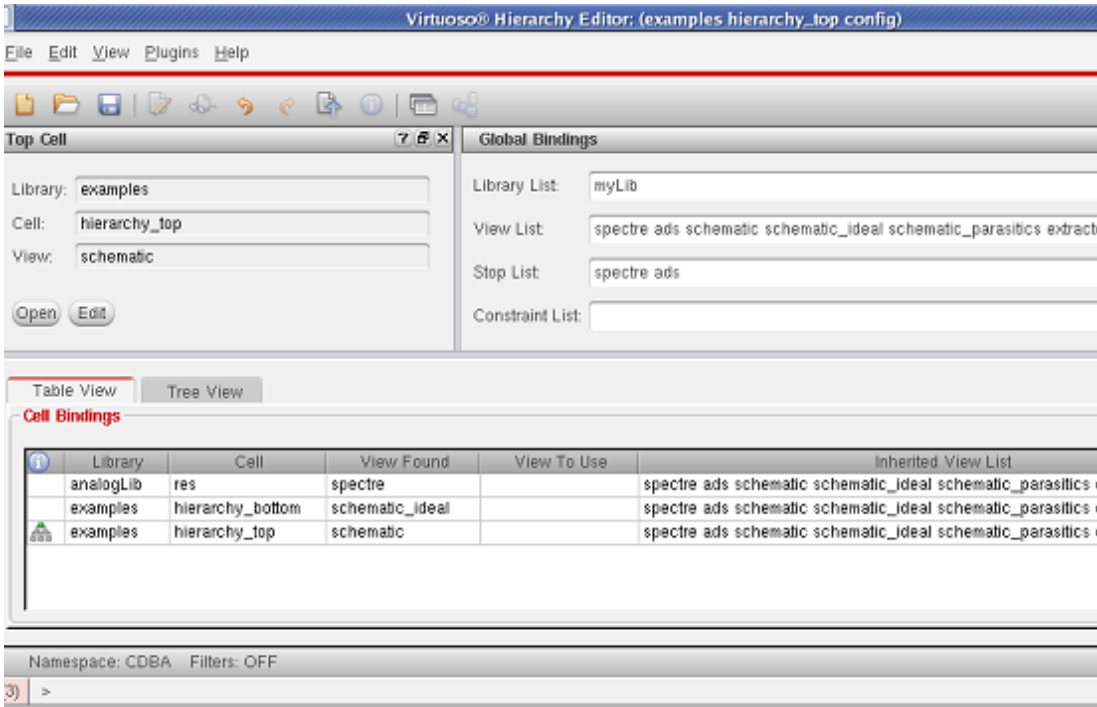 Virtuoso® Hierarchy Editor: (examples hierarchy_top config)
File Edit View Plugins Help
Top Cell
Library: examples
Cell: hierarchy_top
View: schematic
Open Edit
Global Bindings
Library List: myLib
View List: spectre ads schematic schematic_ideal schematic_parasitics extract
Stop List: spectre ads
Constraint List:
Table View Tree View
Cell Bindings
Library Cell View Found View To Use Inherited View List
analogLib res spectre spectre ads schematic schematic_ideal schematic_parasitics
examples hierarchy_bottom schematic_ideal spectre ads schematic schematic_ideal schematic_parasitics
examples hierarchy_top schematic spectre ads schematic schematic_ideal schematic_parasitics
Namespace: CDBA Filters: OFF
3) >